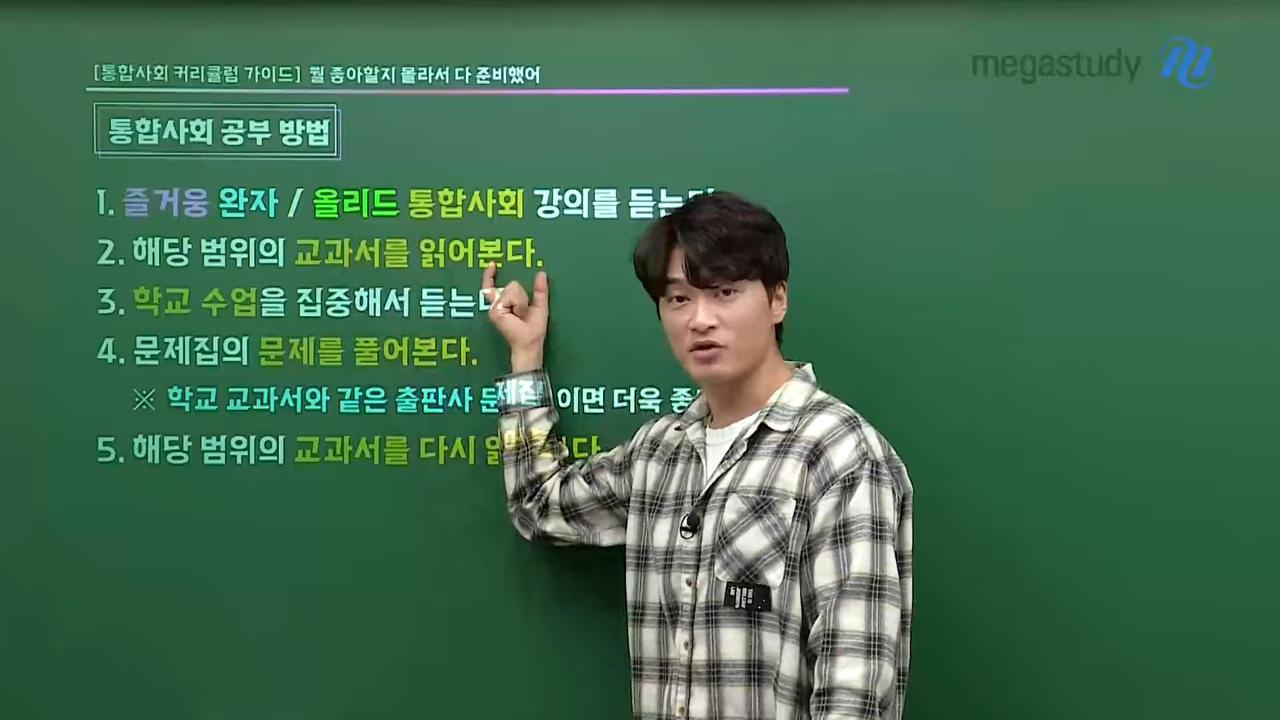 [통합사회 커리큘럼 가이드] 뭘 좋아할지 몰라서 다 준비했어
megastudy
통합사회 공부 방법
1. 즐거웅 완자 / 올리드 통합사회 강의를 듣는
2. 해당 범위의 교과서를 읽어본다.
3. 학교 수업을 집중해서 듣는다
4. 문제집의 문제를 풀어본다.
※ 학교 교과서와 같은 출판사 문제집이면 더욱
5. 해당 범위의 교과서를 다시